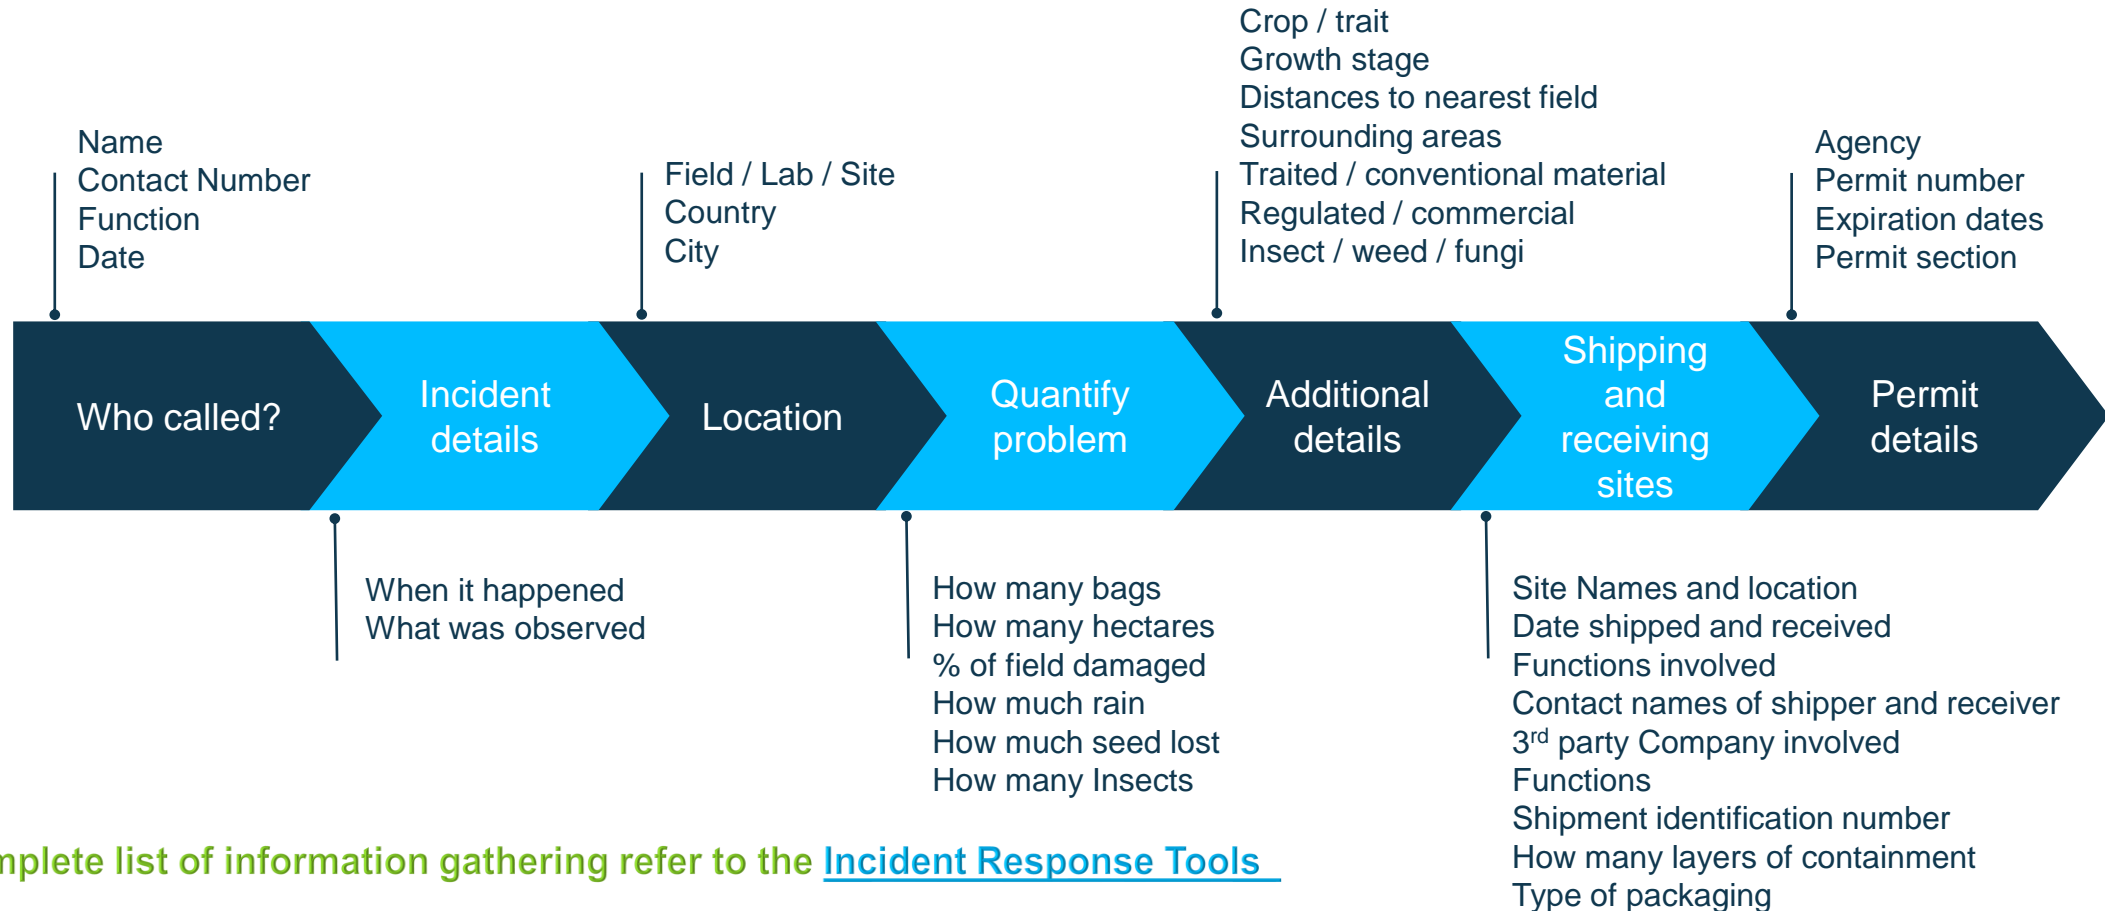 Name
Contact Number
Function
Date
Field / Lab / Site
Country
City
Crop / trait
Growth stage
Distances to nearest field
Surrounding areas
Traited / conventional material
Regulated / commercial
Insect / weed / fungi
Agency
Permit number
Expiration dates
Permit section
Who called?
Incident
details
Location
Quantify
problem
Additional
details
Shipping
and
receiving
sites
Permit
details
When it happened
What was observed
How many bags
How many hectares
% of field damaged
How much rain
How much seed lost
How many Insects
Site Names and location
Date shipped and received
Functions involved
Contact names of shipper and receiver
3rd party Company involved
Functions
Shipment identification number
How many layers of containment
Type of packaging
mplete list of information gathering refer to the Incident Response Tools